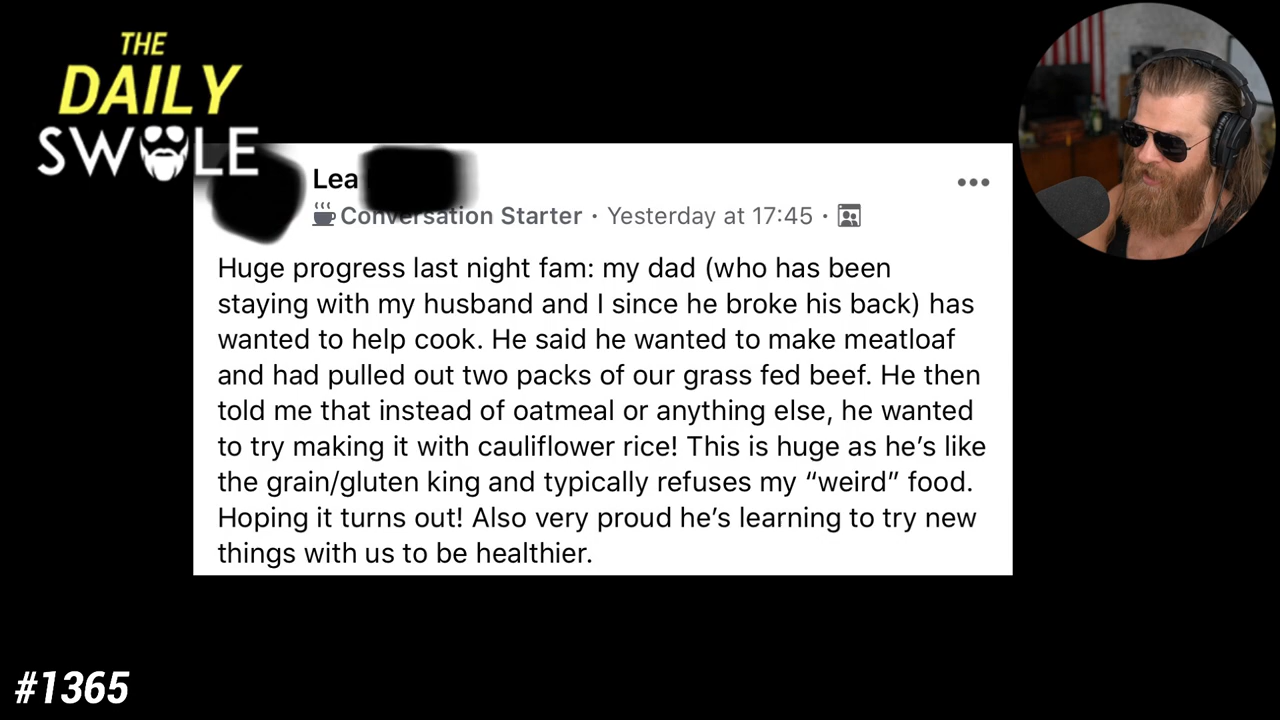 THE
DAILY
SWOLE
Lea
Conversation Starter · Yesterday at 17:45 ·
Huge progress last night fam: my dad (who has been
staying with my husband and I since he broke his back) has
wanted to help cook. He said he wanted to make meatloaf
and had pulled out two packs of our grass fed beef. He then
told me that instead of oatmeal or anything else, he wanted
to try making it with cauliflower rice! This is huge as he’s like
the grain/gluten king and typically refuses my “weird” food.
Hoping it turns out! Also very proud he’s learning to try new
things with us to be healthier.
#1365